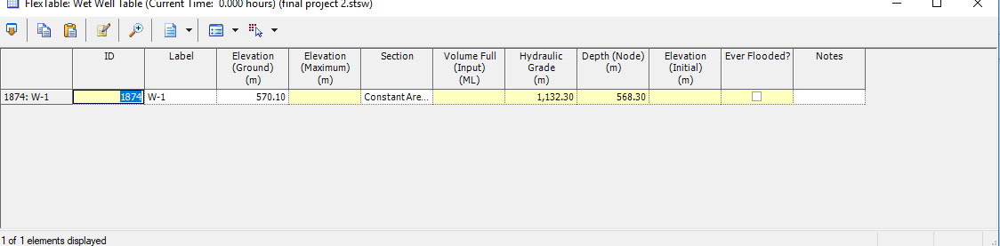 FlexTable: Wet Well Table (Current Time: 0.000 hours) (final project 2.stsw)
ID Label Elevation (Ground) (m) Elevation (Maximum) (m) Section Volume Full (Input) (ML) Hydraulic Grade (m) Depth (Node) (m) Elevation (Initial) (m) Ever Flooded? Notes
1874: W-1 1874 W-1 570.10 Constant Are... 1,132.30 568.30
1 of 1 elements displayed